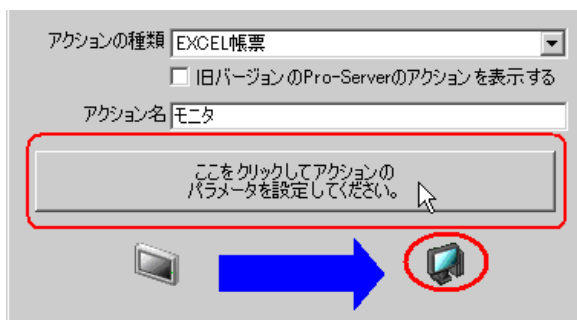 アクションの種類 EXCEL帳票
旧バージョンのPro-Serverのアクションを表示する
アクション名 モニタ
ここをクリックしてアクションの
パラメータを設定してください。